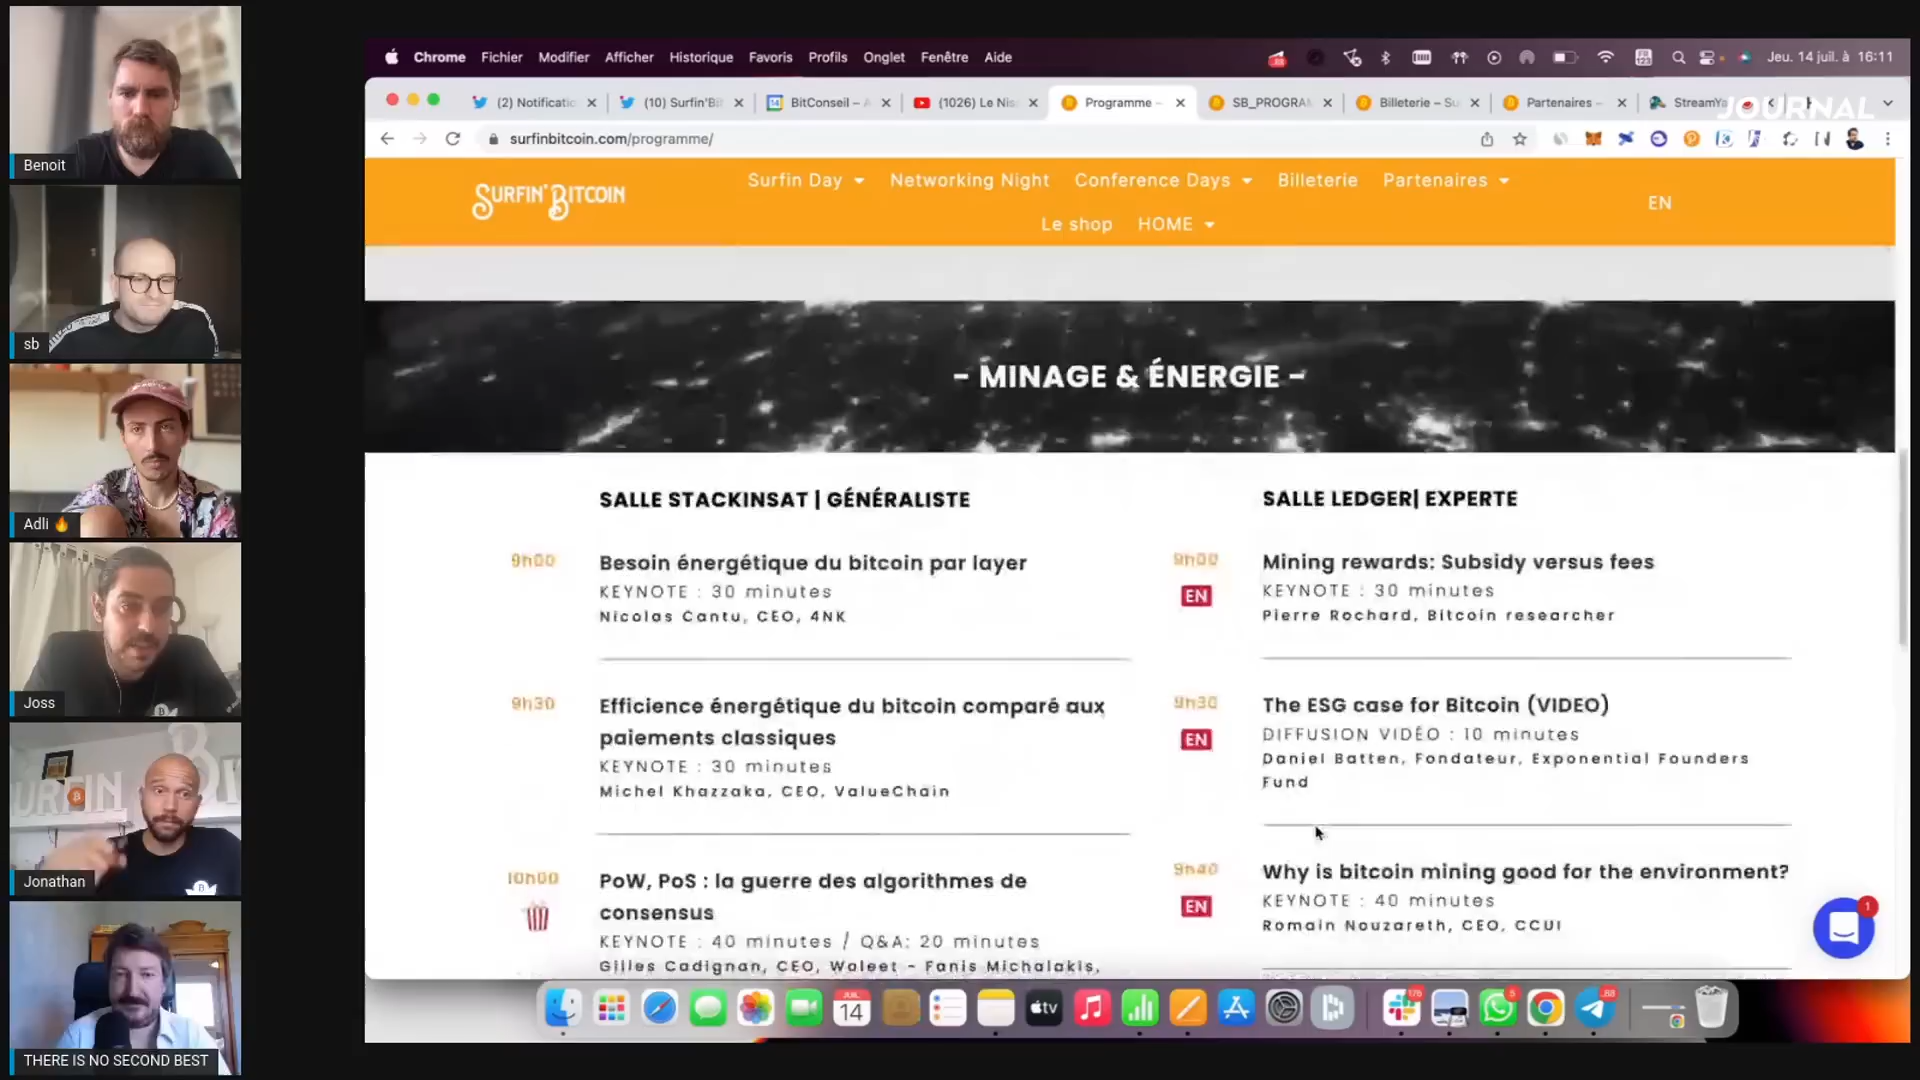 Benoit
sb
Adli
Joss
URFIN
Jonathan
THERE IS NO SECOND BEST
Chrome Fichier Modifier Afficher Historique Favoris Profils Onglet Fenêtre Aide
Jeu. 14 juil. à 16:11
(2) Notificatio
(10) Surfin'Bi
BitConseil –
(1026) Le Nis
Programme –
SB_PROGRA
Billeterie – Su
Partenaires –
StreamYa
JOURNAL
surfinbitcoin.com/programme/
SURFIN' BITCOIN
Surfin Day Networking Night Conference Days Billeterie Partenaires
Le shop HOME
EN
– MINAGE & ÉNERGIE –
SALLE STACKINSAT | GÉNÉRALISTE
9h00
Besoin énergétique du bitcoin par layer
KEYNOTE : 30 minutes
Nicolas Cantu, CEO, 4NK
9h30
Efficience énergétique du bitcoin comparé aux
paiements classiques
KEYNOTE : 30 minutes
Michel Khazzaka, CEO, ValueChain
10h00
PoW, PoS : la guerre des algorithmes de
consensus
KEYNOTE : 40 minutes / Q&A: 20 minutes
Gilles Cadignan, CEO, Woleet – Fanis Michalakis,
SALLE LEDGER| EXPERTE
9h00
EN
Mining rewards: Subsidy versus fees
KEYNOTE : 30 minutes
Pierre Rochard, Bitcoin researcher
9h30
EN
The ESG case for Bitcoin (VIDEO)
DIFFUSION VIDÉO : 10 minutes
Daniel Batten, Fondateur, Exponential Founders
Fund
9h40
EN
Why is bitcoin mining good for the environment?
KEYNOTE : 40 minutes
Romain Nouzareth, CEO, CCUI
1
JUIL
14
tv
176
5
88